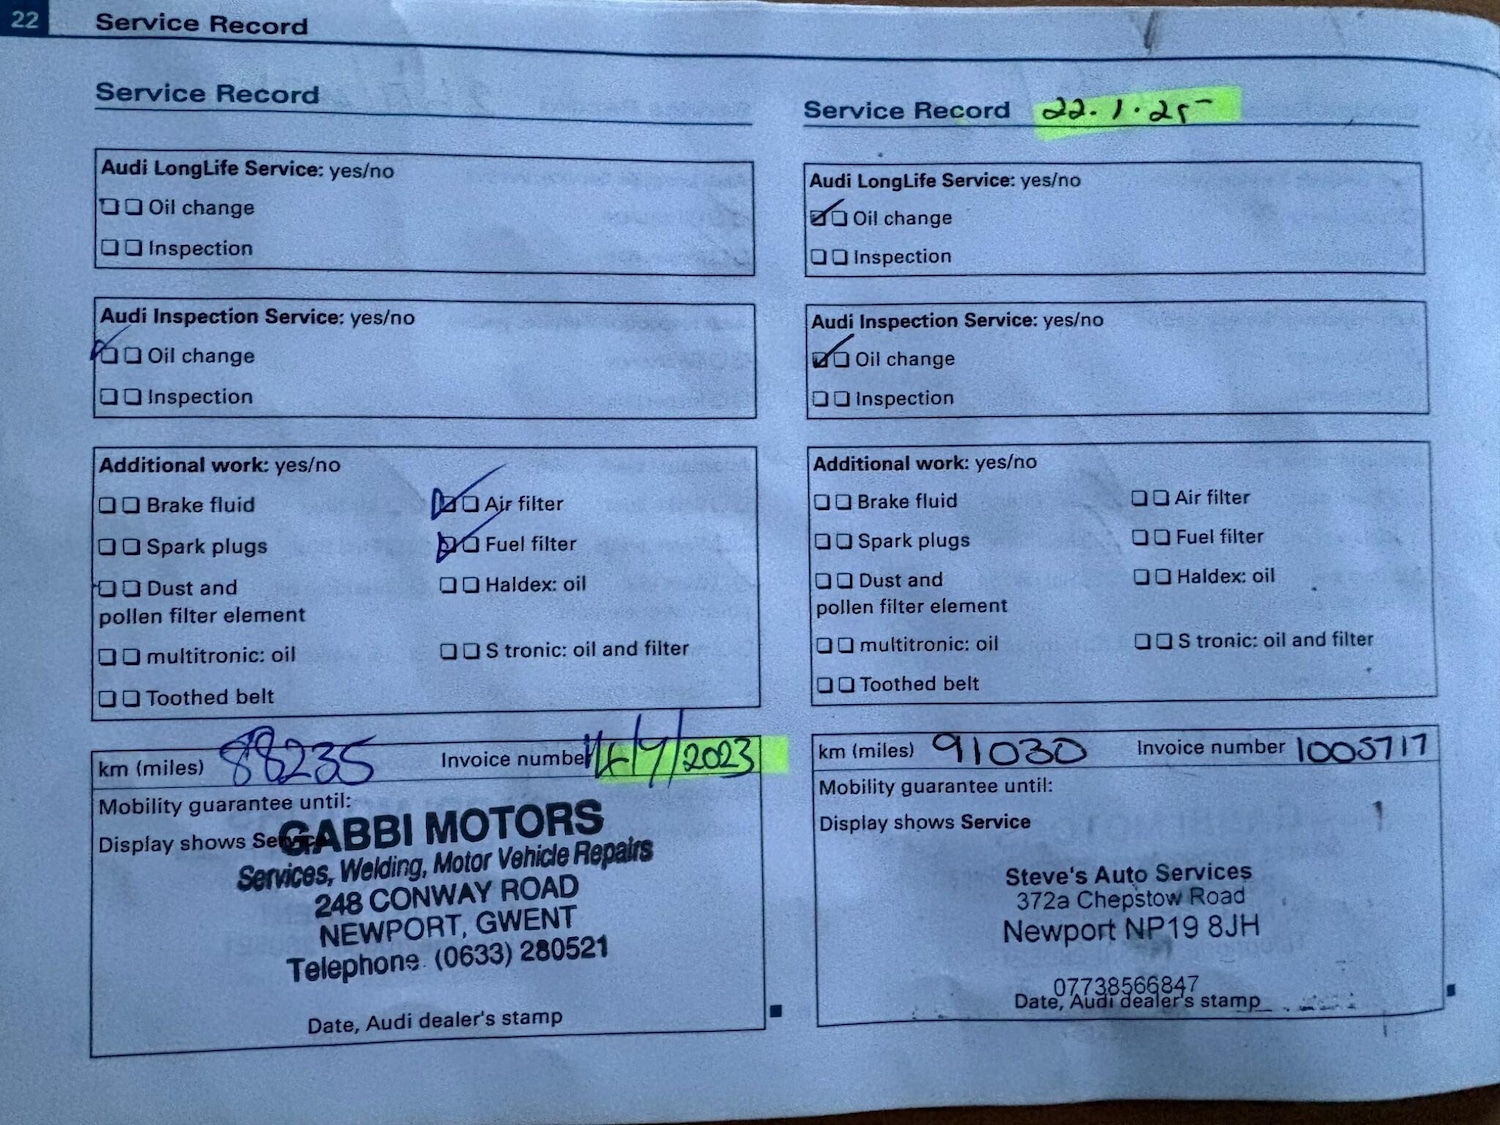 22 Service Record
Service Record
Audi LongLife Service: yes/no
Oil change
Inspection
Audi Inspection Service: yes/no
Oil change
Inspection
Additional work: yes/no
Brake fluid
Air filter
Spark plugs
Fuel filter
Dust and
pollen filter element
Haldex: oil
multitronic: oil
S tronic: oil and filter
Toothed belt
km (miles) 88235 Invoice number /2023
Mobility guarantee until:
Display shows Service
GABBI MOTORS
Services, Welding, Motor Vehicle Repairs
248 CONWAY ROAD
NEWPORT, GWENT
Telephone (0633) 280521
Date, Audi dealer's stamp
Service Record 22.1.25
Audi LongLife Service: yes/no
Oil change
Inspection
Audi Inspection Service: yes/no
Oil change
Inspection
Additional work: yes/no
Brake fluid
Air filter
Spark plugs
Fuel filter
Dust and
pollen filter element
Haldex: oil
multitronic: oil
S tronic: oil and filter
Toothed belt
km (miles) 91030 Invoice number 1005717
Mobility guarantee until:
Display shows Service
Steve's Auto Services
372a Chepstow Road
Newport NP19 8JH
07738566847
Date, Audi dealer's stamp